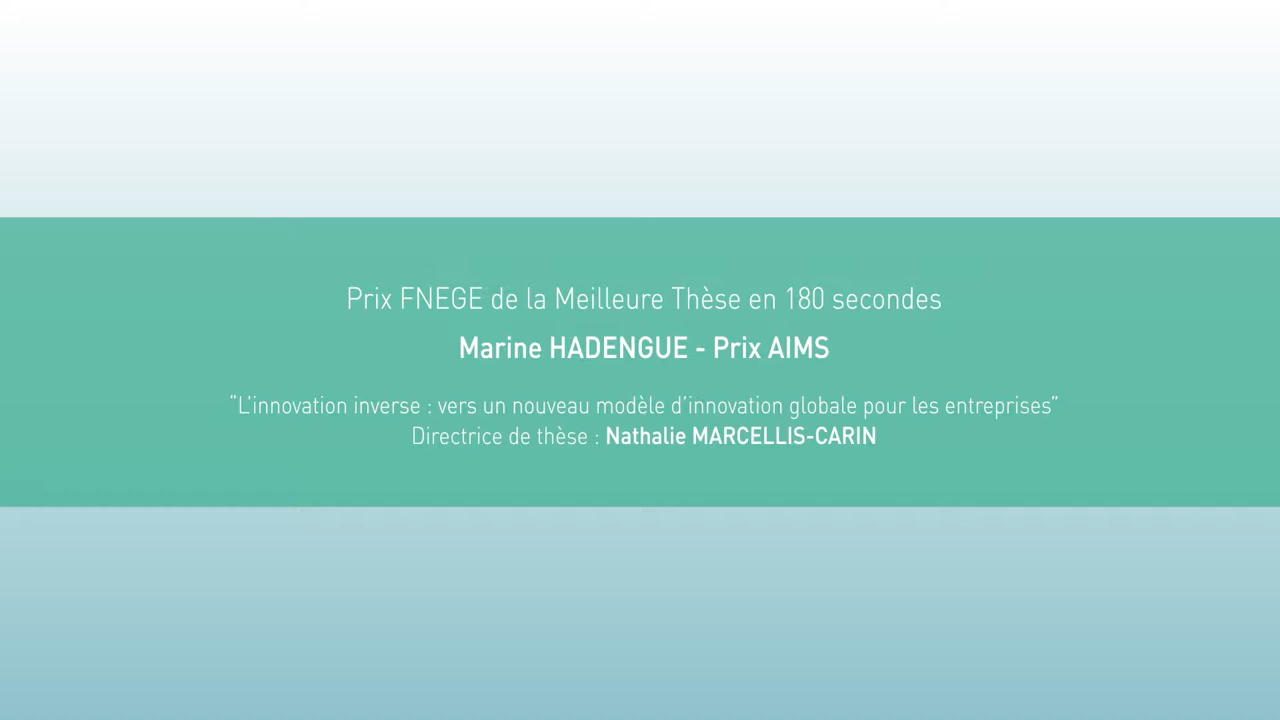 Prix FNEGE de la Meilleure Thèse en 180 secondes
Marine HADENGUE - Prix AIMS
“L’innovation inverse : vers un nouveau modèle d’innovation globale pour les entreprises”
Directrice de thèse : Nathalie MARCELLIS-CARIN